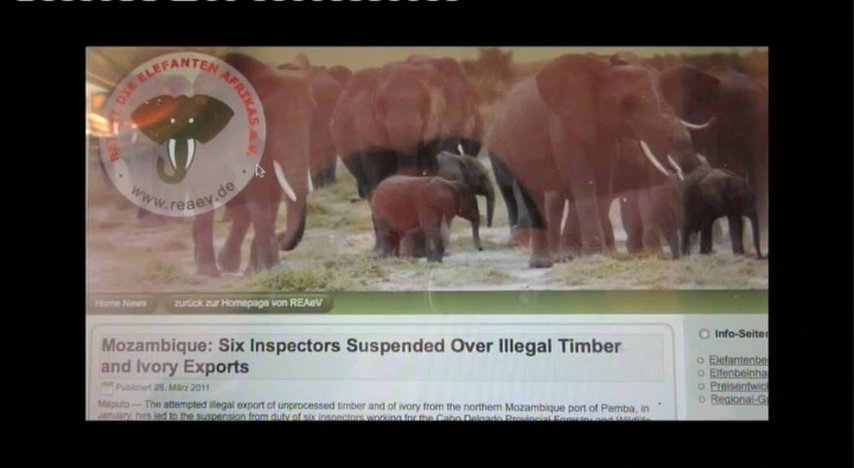 RETTET DIE ELEFANTEN AFRIKAS e.V.
www.reaev.de
Home News
zurück zur Homepage von REAeV
Mozambique: Six Inspectors Suspended Over Illegal Timber
and Ivory Exports
Publiziert 28. März 2011
Maputo — The attempted illegal export of unprocessed timber and of ivory from the northern Mozambique port of Pemba, in
January, has led to the suspension from duty of six inspectors working for the Cabo Delgado Provincial Forestry and Wildlife
Info-Seiten
Elefantenbe
Elfenbeinha
Preisentwick
Regional-G